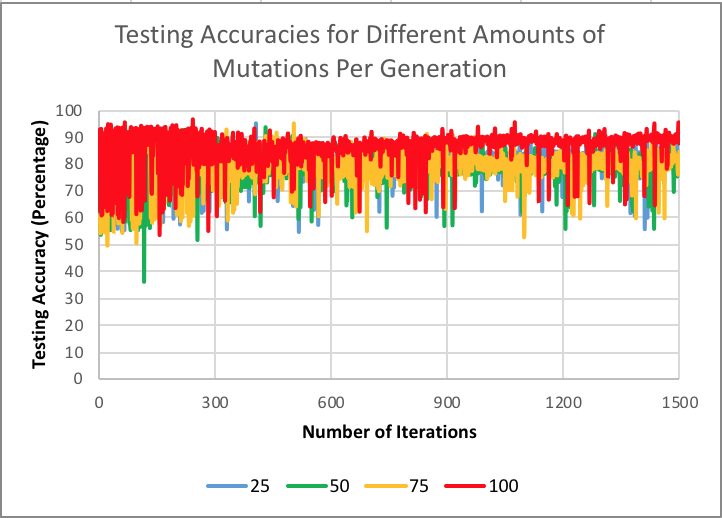 Testing Accuracies for Different Amounts of
Mutations Per Generation
Testing Accuracy (Percentage)
100
90
80
70
60
50
40
30
20
10
0
0 300 600 900 1200 1500
Number of Iterations
25 50 75 100